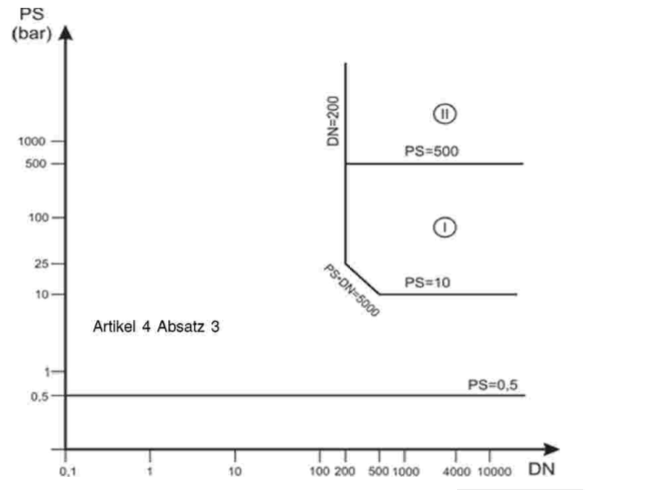 PS
(bar)
DN=200
II
1000
500
PS=500
100
I
25
10
PS=10
PS•DN=5000
Artikel 4 Absatz 3
1
0,5
PS=0,5
0,1 1 10 100 200 500 1000 4000 10000 DN